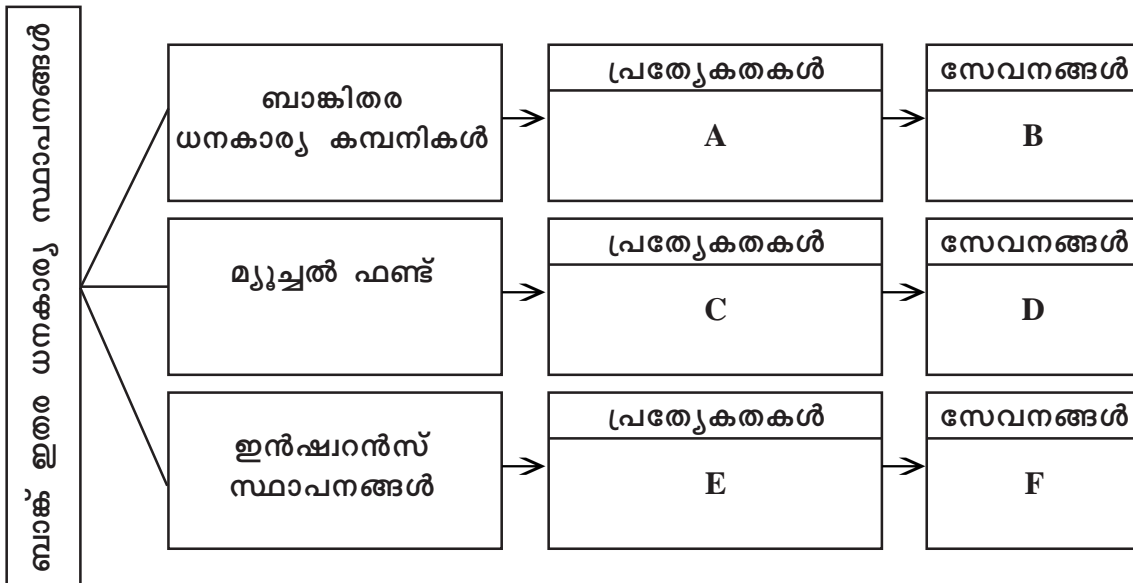 ബാങ്ക് അല്ലാത്ത ധനകാര്യ സ്ഥാപനങ്ങൾ
ബാങ്കിതര
ധനകാര്യ കമ്പനികൾ
പ്രത്യേകതകൾ
A
സേവനങ്ങൾ
B
മ്യൂച്ചൽ ഫണ്ട്
പ്രത്യേകതകൾ
C
സേവനങ്ങൾ
D
ഇൻഷ്വറൻസ്
സ്ഥാപനങ്ങൾ
പ്രത്യേകതകൾ
E
സേവനങ്ങൾ
F